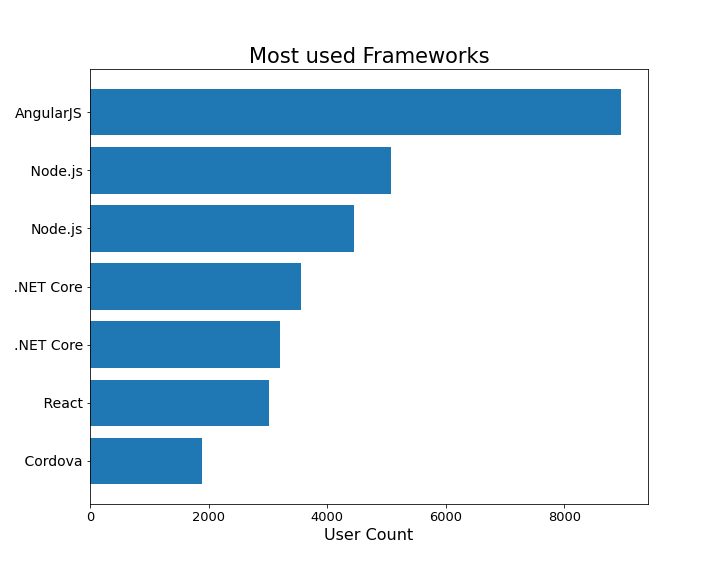 Most used Frameworks
AngularJS
Node.js
Node.js
.NET Core
.NET Core
React
Cordova
0 2000 4000 6000 8000
User Count